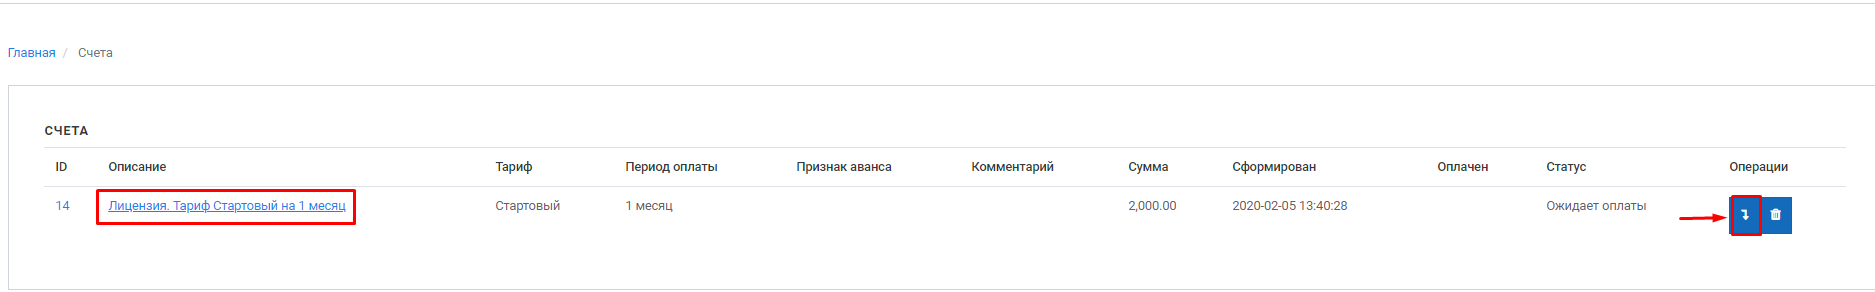 Главная / Счета
СЧЕТА
ID Описание Тариф Период оплаты Признак аванса Комментарий Сумма Сформирован Оплачен Статус Операции
14 Лицензия. Тариф Стартовый на 1 месяц Стартовый 1 месяц 2,000.00 2020-02-05 13:40:28 Ожидает оплаты